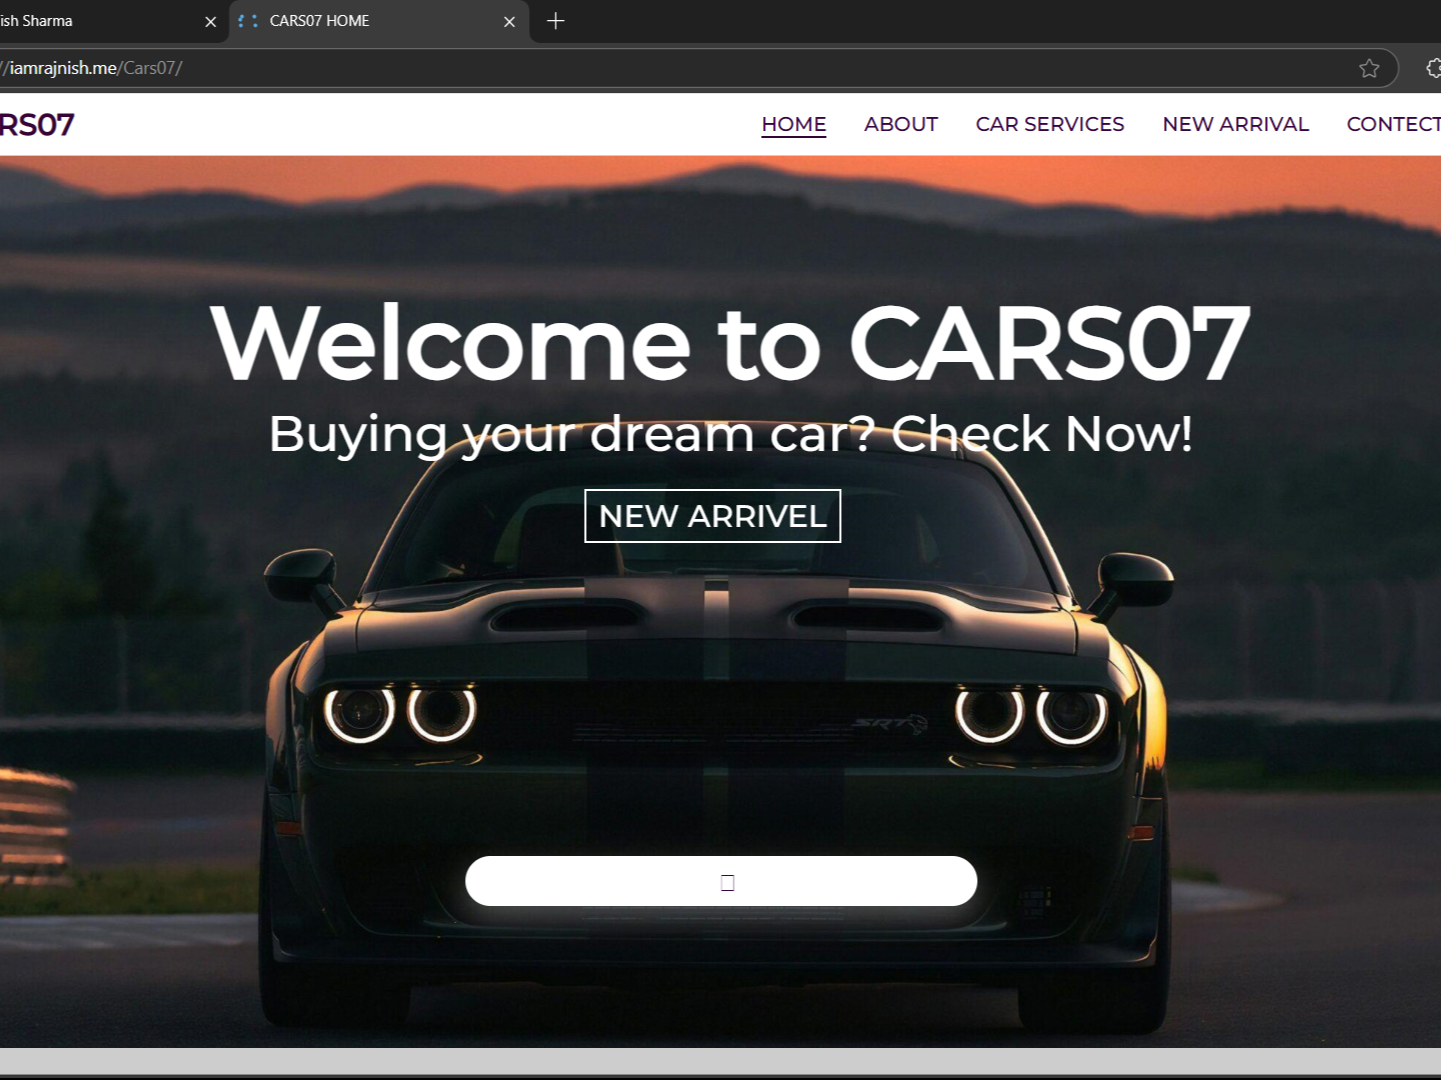 ish Sharma
CARS07 HOME
//iamrajnish.me/Cars07/
RS07
HOME ABOUT CAR SERVICES NEW ARRIVAL CONTECT
Welcome to CARS07
Buying your dream car? Check Now!
NEW ARRIVEL
SRT